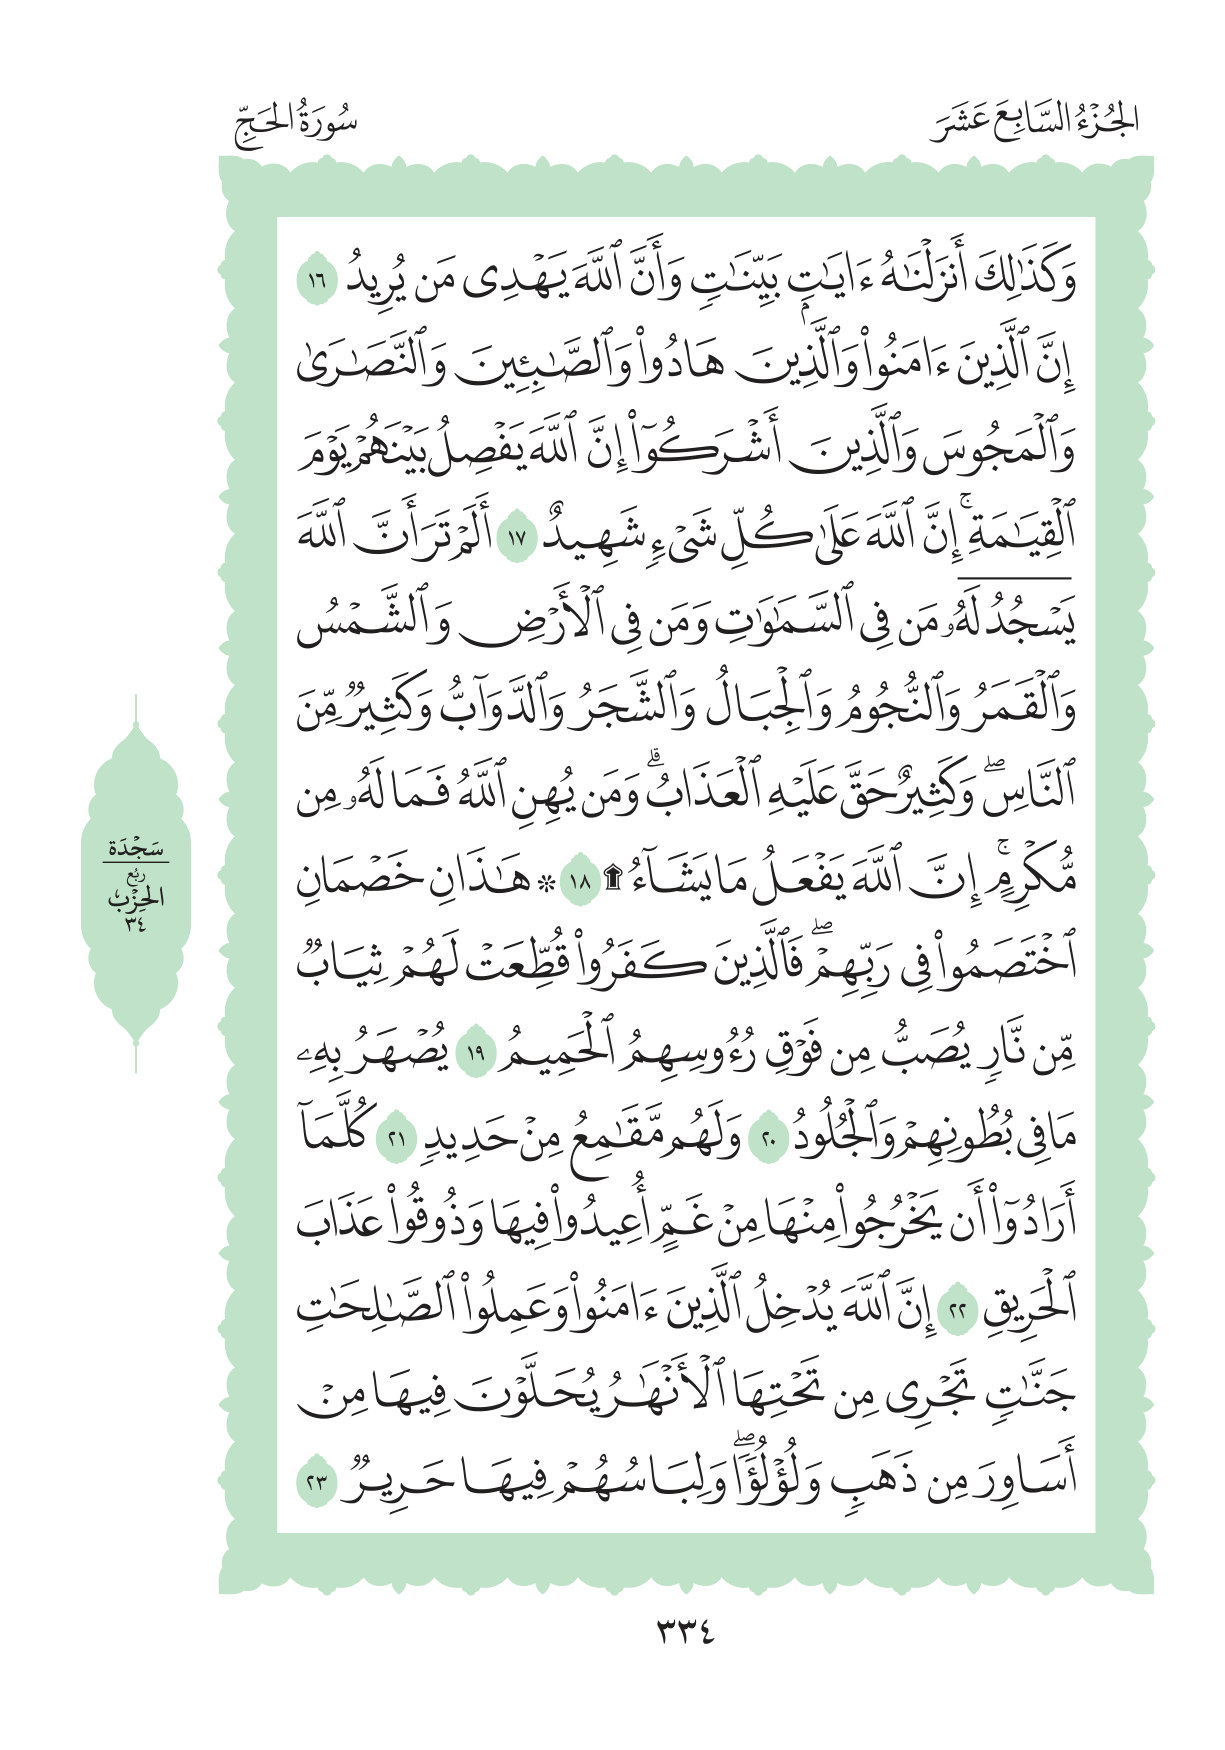 الجُزْءُ السَّابِعَ عَشَرَ
سُورَةُ الحَجِّ
وَكَذَٰلِكَ أَنزَلْنَٰهُ ءَايَٰتِۭ بَيِّنَٰتٍ وَأَنَّ ٱللَّهَ يَهْدِى مَن يُرِيدُ ١٦
إِنَّ ٱلَّذِينَ ءَامَنُوا۟ وَٱلَّذِينَ هَادُوا۟ وَٱلصَّٰبِـِٔينَ وَٱلنَّصَٰرَىٰ
وَٱلْمَجُوسَ وَٱلَّذِينَ أَشْرَكُوٓا۟ إِنَّ ٱللَّهَ يَفْصِلُ بَيْنَهُمْ يَوْمَ
ٱلْقِيَٰمَةِ ۚ إِنَّ ٱللَّهَ عَلَىٰ كُلِّ شَىْءٍ شَهِيدٌ ١٧ أَلَمْ تَرَ أَنَّ ٱللَّهَ
يَسْجُدُ لَهُۥ مَن فِى ٱلسَّمَٰوَٰتِ وَمَن فِى ٱلْأَرْضِ وَٱلشَّمْسُ
وَٱلْقَمَرُ وَٱلنُّجُومُ وَٱلْجِبَالُ وَٱلشَّجَرُ وَٱلدَّوَآبُّ وَكَثِيرٌ مِّنَ
ٱلنَّاسِ ۖ وَكَثِيرٌ حَقَّ عَلَيْهِ ٱلْعَذَابُ ۗ وَمَن يُهِنِ ٱللَّهُ فَمَا لَهُۥ مِن
مُّكْرِمٍ ۚ إِنَّ ٱللَّهَ يَفْعَلُ مَا يَشَآءُ ۩ ١٨ ۞ هَٰذَانِ خَصْمَانِ
ٱخْتَصَمُوا۟ فِى رَبِّهِمْ ۖ فَٱلَّذِينَ كَفَرُوا۟ قُطِّعَتْ لَهُمْ ثِيَابٌ
مِّن نَّارٍ يُصَبُّ مِن فَوْقِ رُءُوسِهِمُ ٱلْحَمِيمُ ١٩ يُصْهَرُ بِهِۦ
مَا فِى بُطُونِهِمْ وَٱلْجُلُودُ ٢٠ وَلَهُم مَّقَٰمِعُ مِنْ حَدِيدٍ ٢١ كُلَّمَآ
أَرَادُوٓا۟ أَن يَخْرُجُوا۟ مِنْهَا مِنْ غَمٍّ أُعِيدُوا۟ فِيهَا وَذُوقُوا۟ عَذَابَ
ٱلْحَرِيقِ ٢٢ إِنَّ ٱللَّهَ يُدْخِلُ ٱلَّذِينَ ءَامَنُوا۟ وَعَمِلُوا۟ ٱلصَّٰلِحَٰتِ
جَنَّٰتٍ تَجْرِى مِن تَحْتِهَا ٱلْأَنْهَٰرُ يُحَلَّوْنَ فِيهَا مِنْ
أَسَاوِرَ مِن ذَهَبٍ وَلُؤْلُؤًا ۖ وَلِبَاسُهُمْ فِيهَا حَرِيرٌ ٢٣
سَجْدَة
رُبْع
الحِزْب
٣٤
٣٣٤